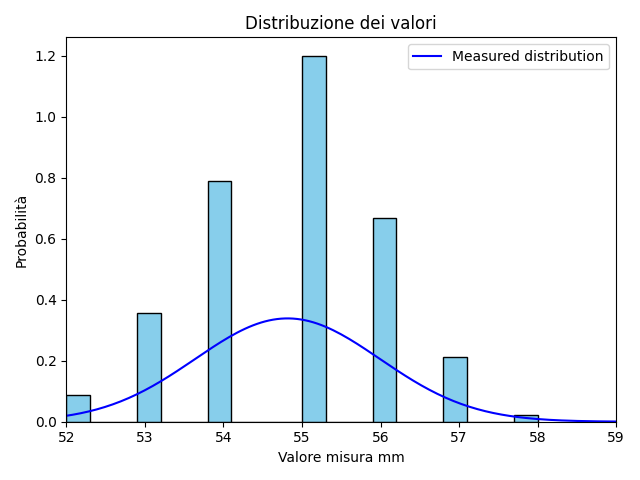 Distribuzione dei valori
Measured distribution
Probabilità
1.2
1.0
0.8
0.6
0.4
0.2
0.0
52 53 54 55 56 57 58 59
Valore misura mm